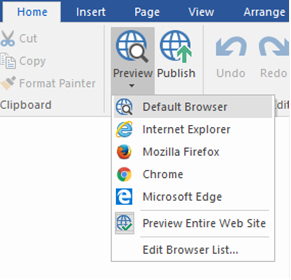 Home Insert Page View Arrange
Cut
Copy
Format Painter
Clipboard
Preview Publish Undo Redo
Default Browser
Internet Explorer
Mozilla Firefox
Chrome
Microsoft Edge
Preview Entire Web Site
Edit Browser List...